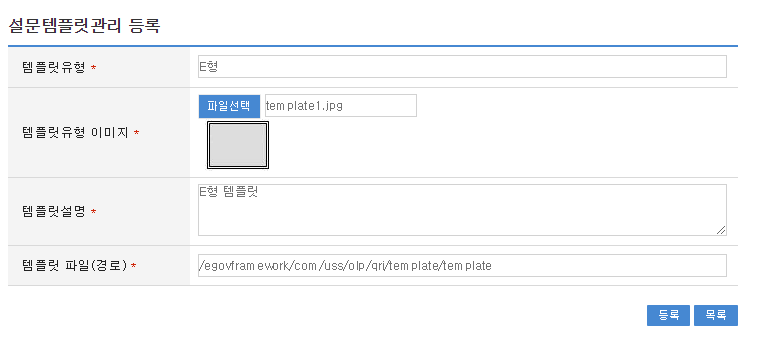 설문템플릿관리 등록
템플릿유형 *
E형
템플릿유형 이미지 *
파일선택
template1.jpg
템플릿설명 *
E형 템플릿
템플릿 파일(경로) *
/egovframework/com/uss/olp/qri/template/template
등록
목록